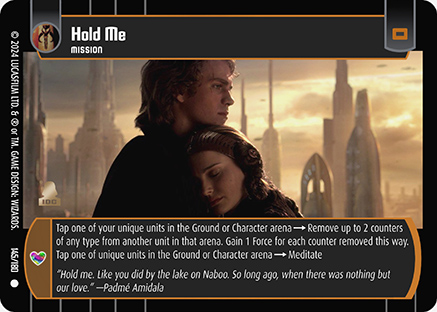 Hold Me
MISSION
© 2024 LUCASFILM LTD. & ® or TM. GAME DESIGN: WIZARDS.
145/180
Tap one of your unique units in the Ground or Character arena → Remove up to 2 counters
of any type from another unit in that arena. Gain 1 Force for each counter removed this way.
Tap one of unique units in the Ground or Character arena → Meditate
“Hold me. Like you did by the lake on Naboo. So long ago, when there was nothing but
our love.” —Padmé Amidala